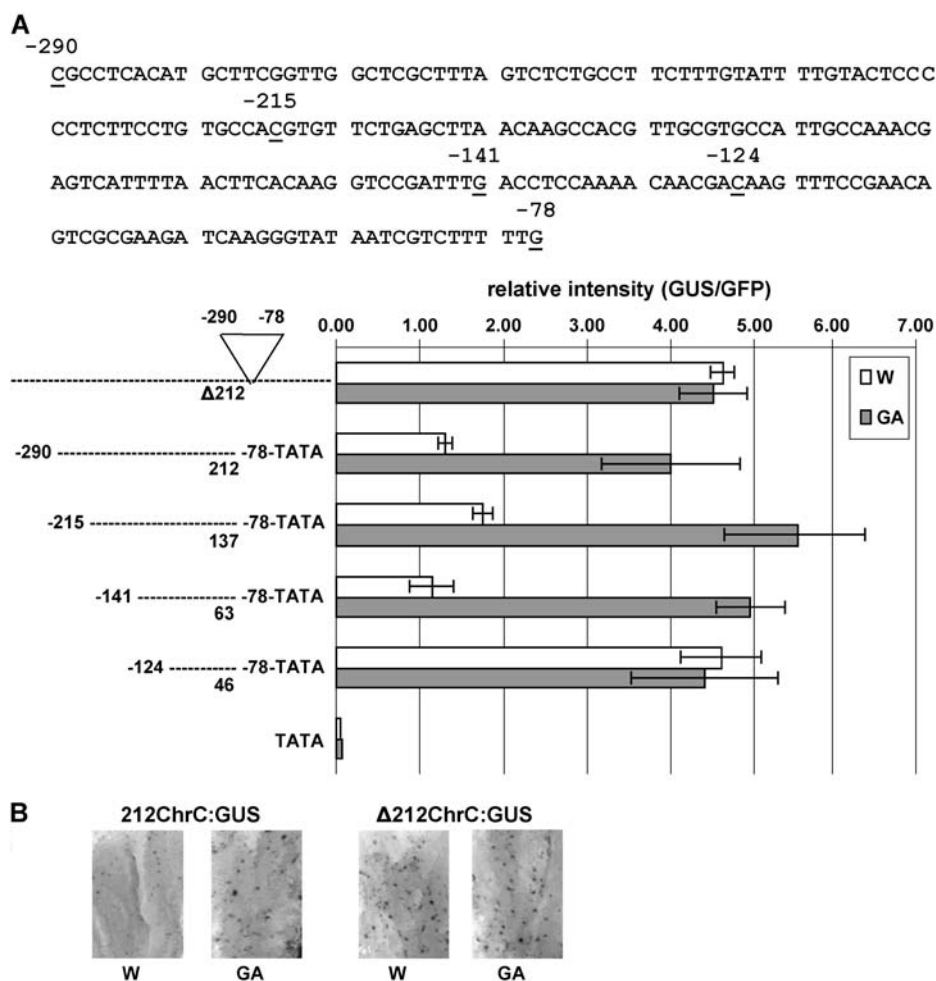 A
-290
CGCCTCACAT GCTTCGGTTG GCTCGCTTTA GTCTCTGCCT TCTTTGTATT TTGTACTCCC
-215
CCTCTTCCTG TGCCACGTGT TCTGAGCTTA ACAAGCCACG TTGCGTGCCA TTGCCAAACG
-141 -124
AGTCATTTTA ACTTCACAAG GTCCGATTTG ACCTCCAAAA CAACGACAAG TTTCCGAACA
-78
GTCGCGAAGA TCAAGGGTAT AATCGTCTTT TTG
relative intensity (GUS/GFP)
-290 -78
0.00 1.00 2.00 3.00 4.00 5.00 6.00 7.00
Δ212
W
GA
-290 -78-TATA
212
-215 -78-TATA
137
-141 -78-TATA
63
-124 -78-TATA
46
TATA
B
212ChrC:GUS Δ212ChrC:GUS
W GA W GA